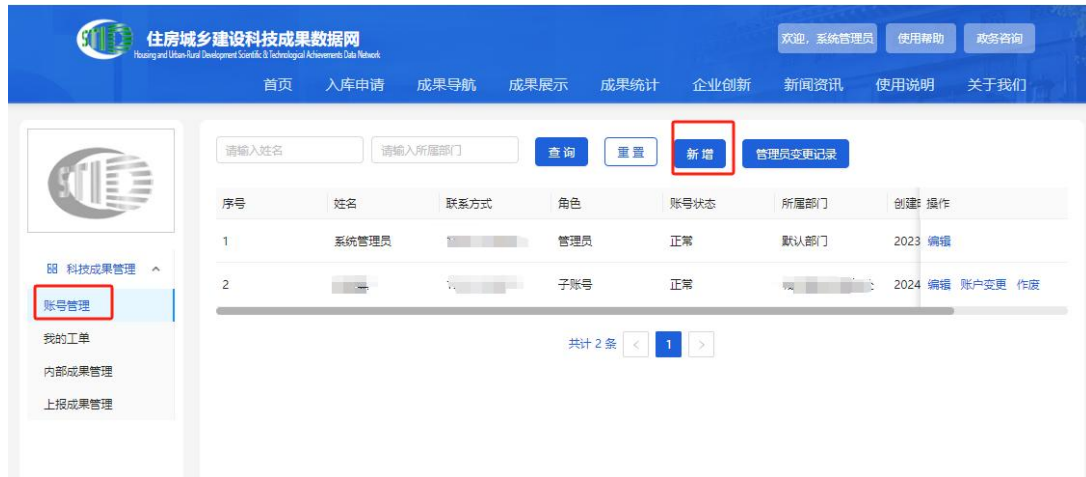 住房城乡建设科技成果数据网
Housing and Urban-Rural Development Scientific & Technological Achievements Data Network
欢迎, 系统管理员 使用帮助 政务咨询
首页 入库申请 成果导航 成果展示 成果统计 企业创新 新闻资讯 使用说明 关于我们
请输入姓名 请输入所属部门 查询 重置 新增 管理员变更记录
序号 姓名 联系方式 角色 账号状态 所属部门 创建 操作
1 系统管理员 管理员 正常 默认部门 2023 编辑
2 子账号 正常 2024 编辑 账户变更 作废
共计 2 条 < 1 >
科技成果管理
账号管理
我的工单
内部成果管理
上报成果管理